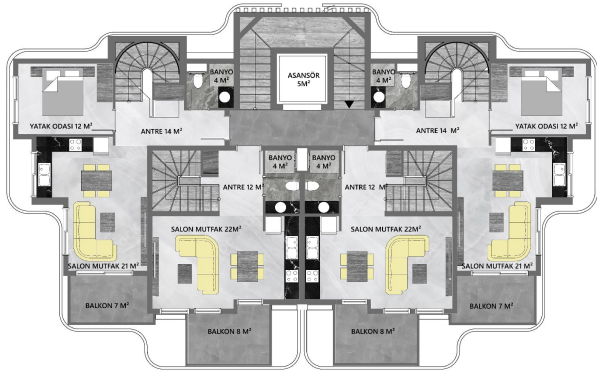 BANYO
4 M²
ASANSÖR
5M²
BANYO
4 M²
YATAK ODASI 12 M²
ANTRE 14 M²
ANTRE 14 M²
YATAK ODASI 12 M²
BANYO
4 M²
BANYO
4 M²
ANTRE 12 M²
ANTRE 12 M²
SALON MUTFAK 22M²
SALON MUTFAK 22M²
SALON MUTFAK 21 M²
SALON MUTFAK 21 M²
BALKON 7 M²
BALKON 7 M²
BALKON 8 M²
BALKON 8 M²